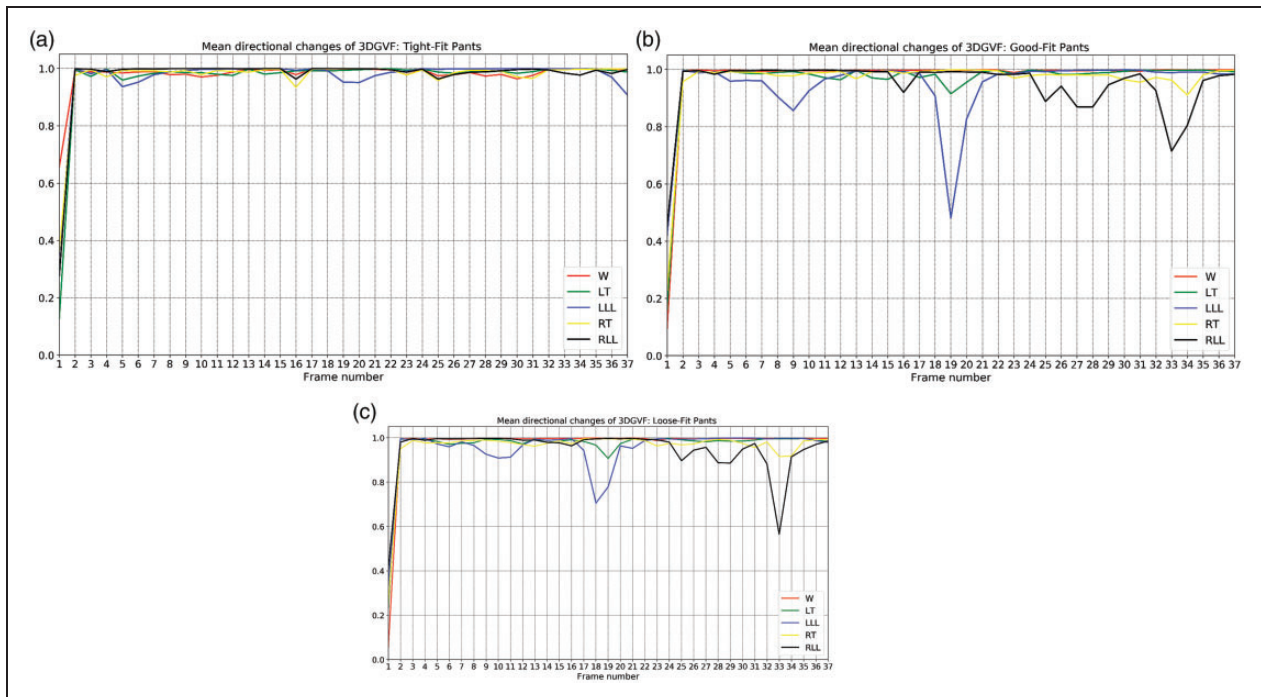 (a)
Mean directional changes of 3DGVF: Tight-Fit Pants
1.0
0.8
0.6
0.4
0.2
0.0
W
LT
LLL
RT
RLL
1 2 3 4 5 6 7 8 9 10 11 12 13 14 15 16 17 18 19 20 21 22 23 24 25 26 27 28 29 30 31 32 33 34 35 36 37
Frame number
(b)
Mean directional changes of 3DGVF: Good-Fit Pants
1.0
0.8
0.6
0.4
0.2
0.0
W
LT
LLL
RT
RLL
1 2 3 4 5 6 7 8 9 10 11 12 13 14 15 16 17 18 19 20 21 22 23 24 25 26 27 28 29 30 31 32 33 34 35 36 37
Frame number
(c)
Mean directional changes of 3DGVF: Loose-Fit Pants
1.0
0.8
0.6
0.4
0.2
0.0
W
LT
LLL
RT
RLL
1 2 3 4 5 6 7 8 9 10 11 12 13 14 15 16 17 18 19 20 21 22 23 24 25 26 27 28 29 30 31 32 33 34 35 36 37
Frame number